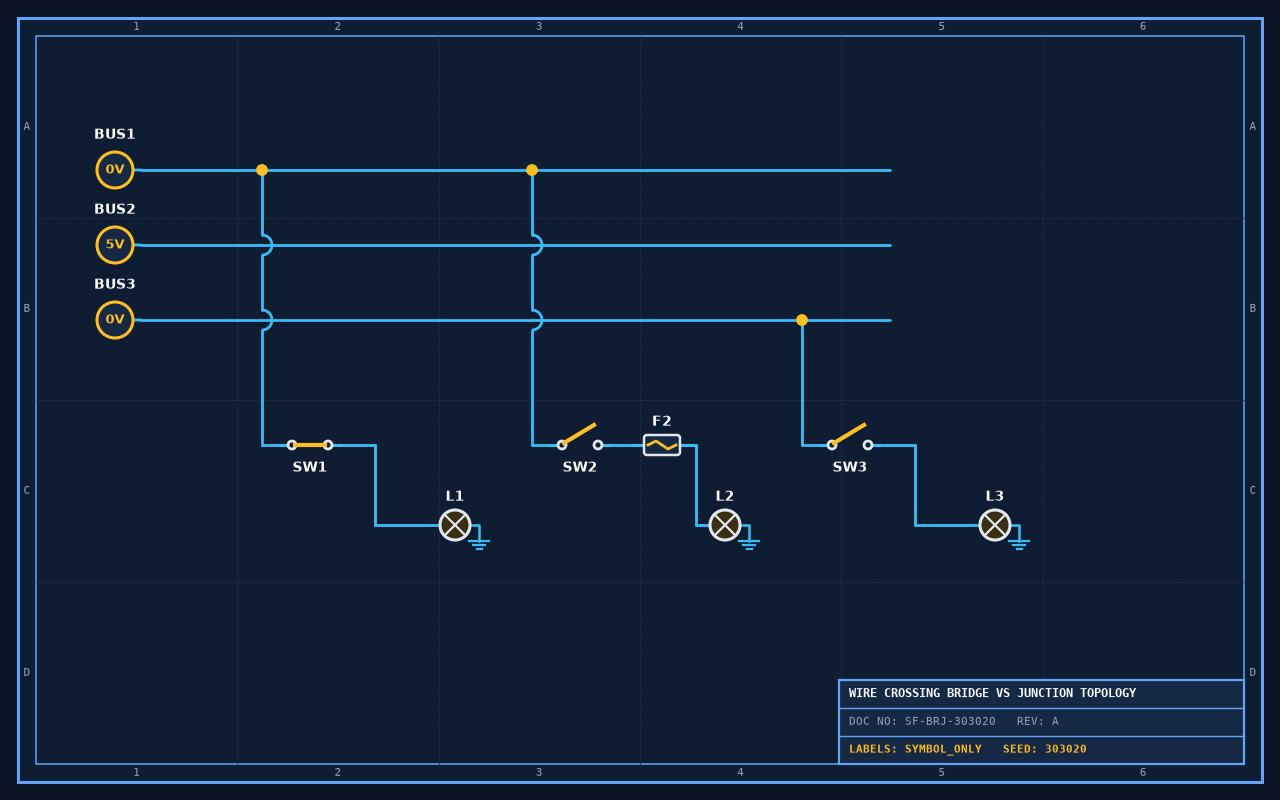 1 2 3 4 5 6
A A
BUS1
0V
BUS2
5V
BUS3
0V
B B
F2
SW1 SW2 SW3
C C
L1 L2 L3
D D
WIRE CROSSING BRIDGE VS JUNCTION TOPOLOGY
DOC NO: SF-BRJ-303020 REV: A
LABELS: SYMBOL_ONLY SEED: 303020
1 2 3 4 5 6